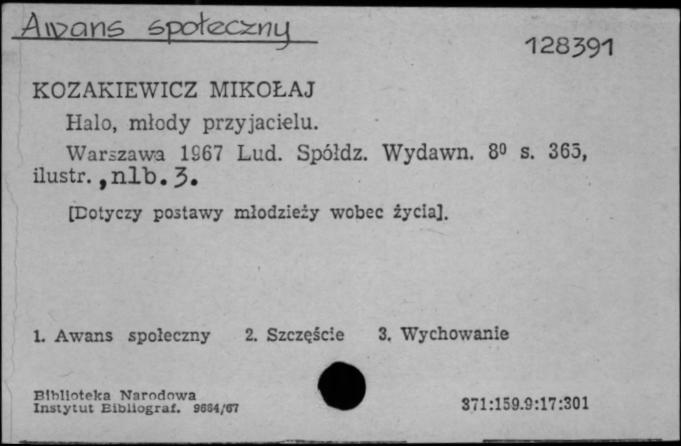 Awans społeczny
128391
KOZAKIEWICZ MIKOŁAJ
Halo, młody przyjacielu.
Warszawa 1967 Lud. Spółdz. Wydawn. 8⁰ s. 365,
ilustr., nlb. 3.
[Dotyczy postawy młodzieży wobec życia].
1. Awans społeczny 2. Szczęście 3. Wychowanie
Biblioteka Narodowa
Instytut Bibliograf. 9684/67
371:159.9:17:301